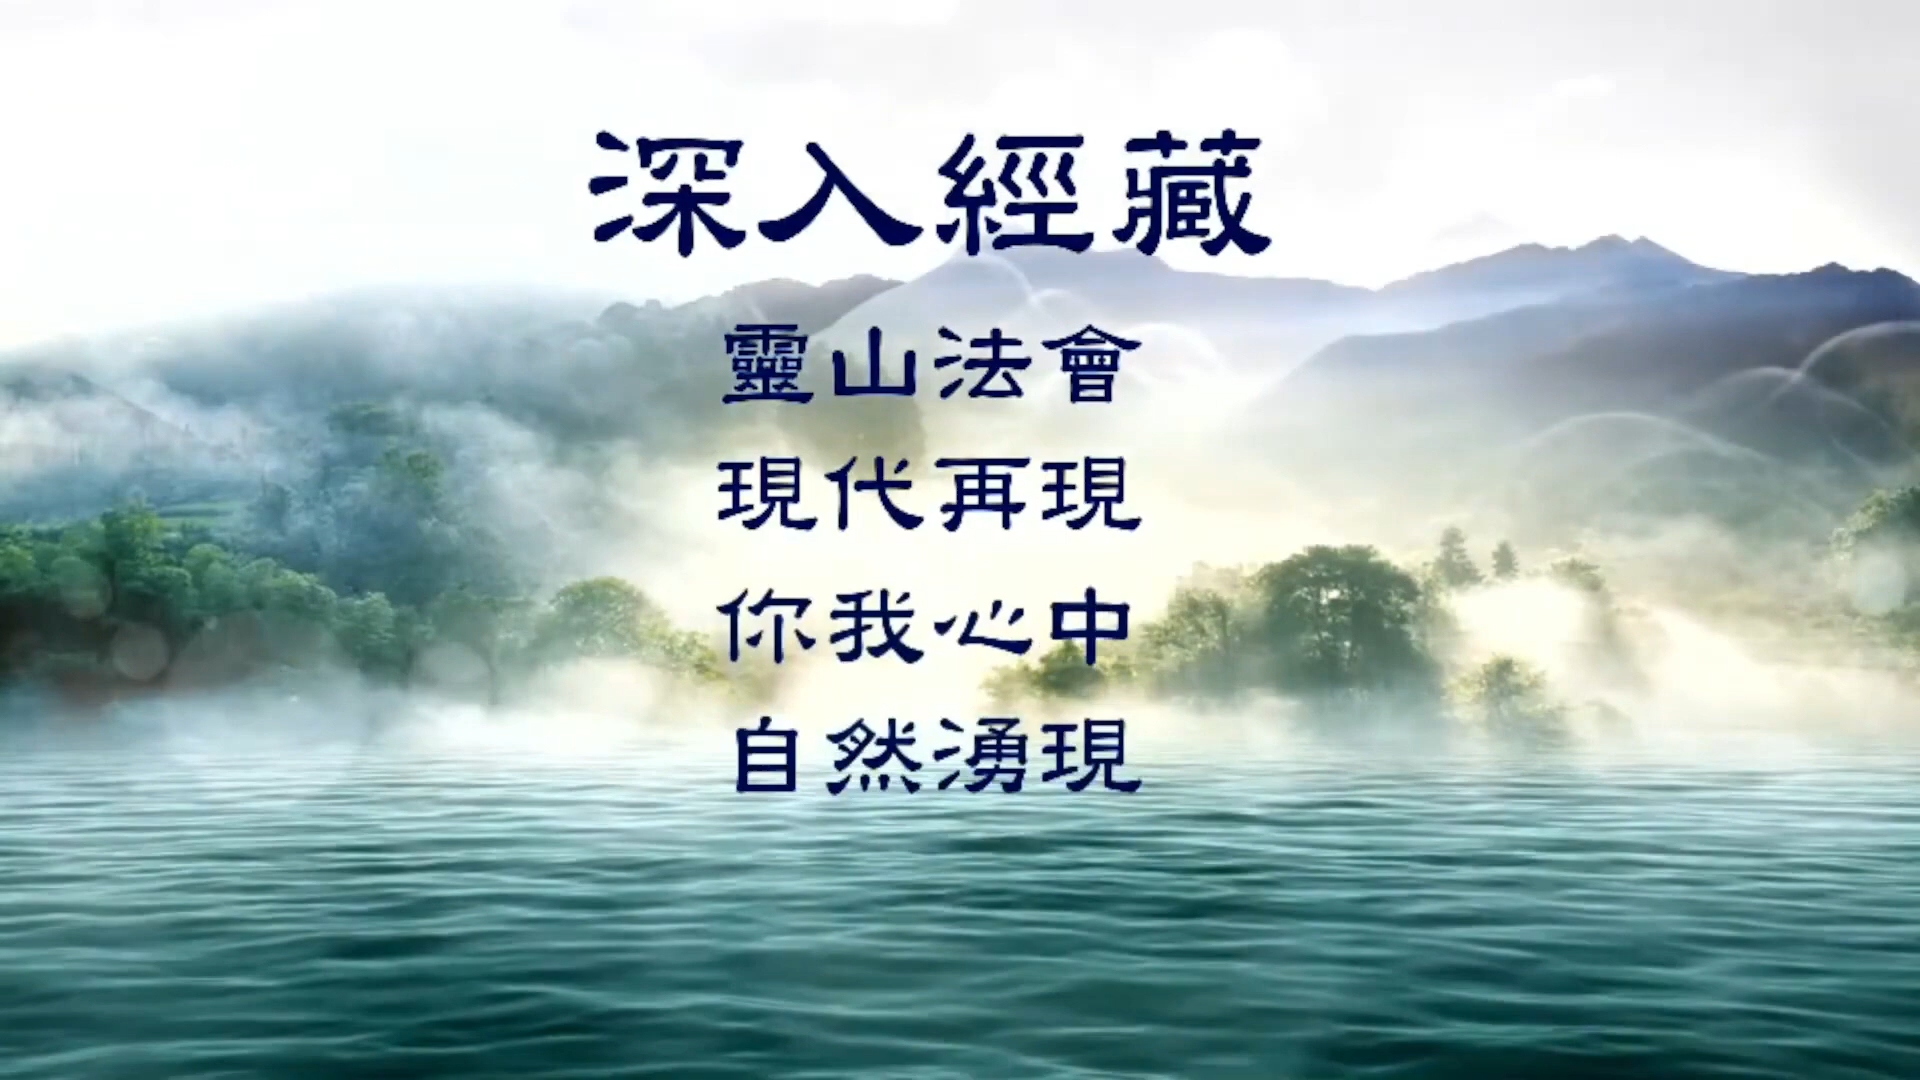 深入經藏
靈山法會
現代再現
你我心中
自然湧現